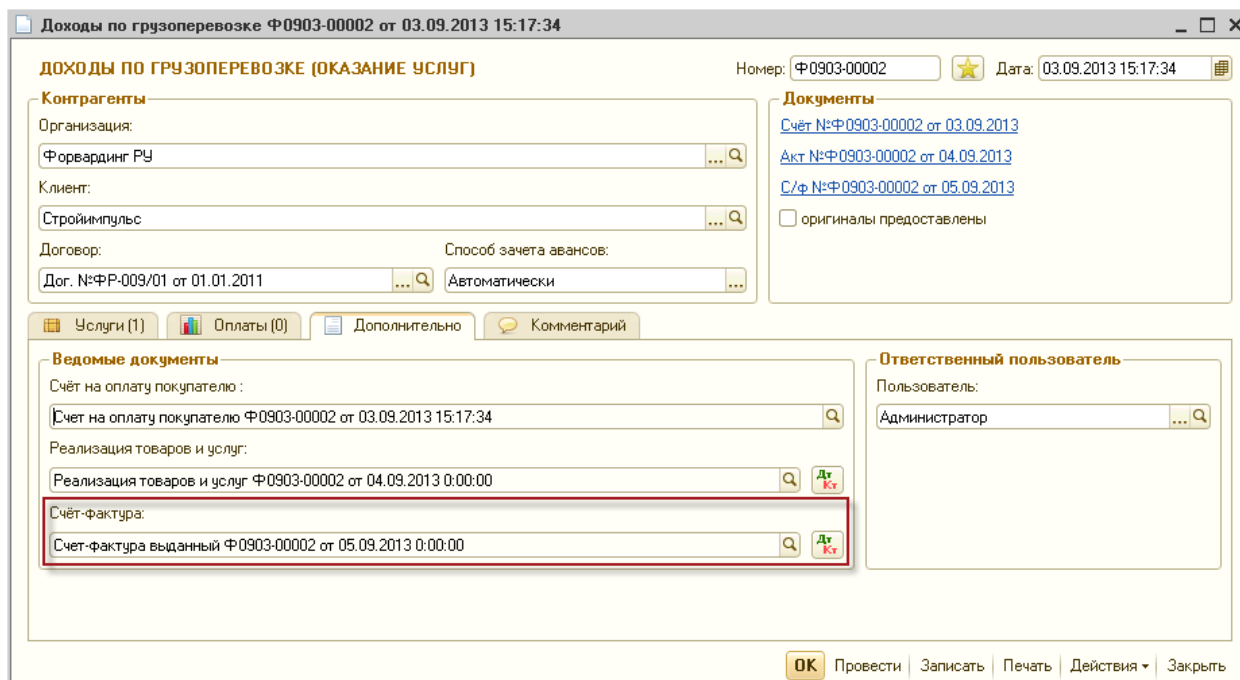 Доходы по грузоперевозке Ф0903-00002 от 03.09.2013 15:17:34
ДОХОДЫ ПО ГРУЗОПЕРЕВОЗКЕ (ОКАЗАНИЕ УСЛУГ)
Номер: Ф0903-00002
Дата: 03.09.2013 15:17:34
Контрагенты
Организация:
Форвардинг РУ
...
Клиент:
Стройимпульс
...
Договор:
Дог. №ФР-009/01 от 01.01.2011
...
Способ зачета авансов:
Автоматически
...
Документы
Счёт №Ф0903-00002 от 03.09.2013
Акт №Ф0903-00002 от 04.09.2013
С/ф №Ф0903-00002 от 05.09.2013
оригиналы предоставлены
Услуги (1)
Оплаты (0)
Дополнительно
Комментарий
Ведомые документы
Счёт на оплату покупателю :
Счет на оплату покупателю Ф0903-00002 от 03.09.2013 15:17:34
Реализация товаров и услуг:
Реализация товаров и услуг Ф0903-00002 от 04.09.2013 0:00:00
Дт
Кт
Счёт-фактура:
Счет-фактура выданный Ф0903-00002 от 05.09.2013 0:00:00
Дт
Кт
Ответственный пользователь
Пользователь:
Администратор
...
OK Провести Записать Печать Действия Закрыть